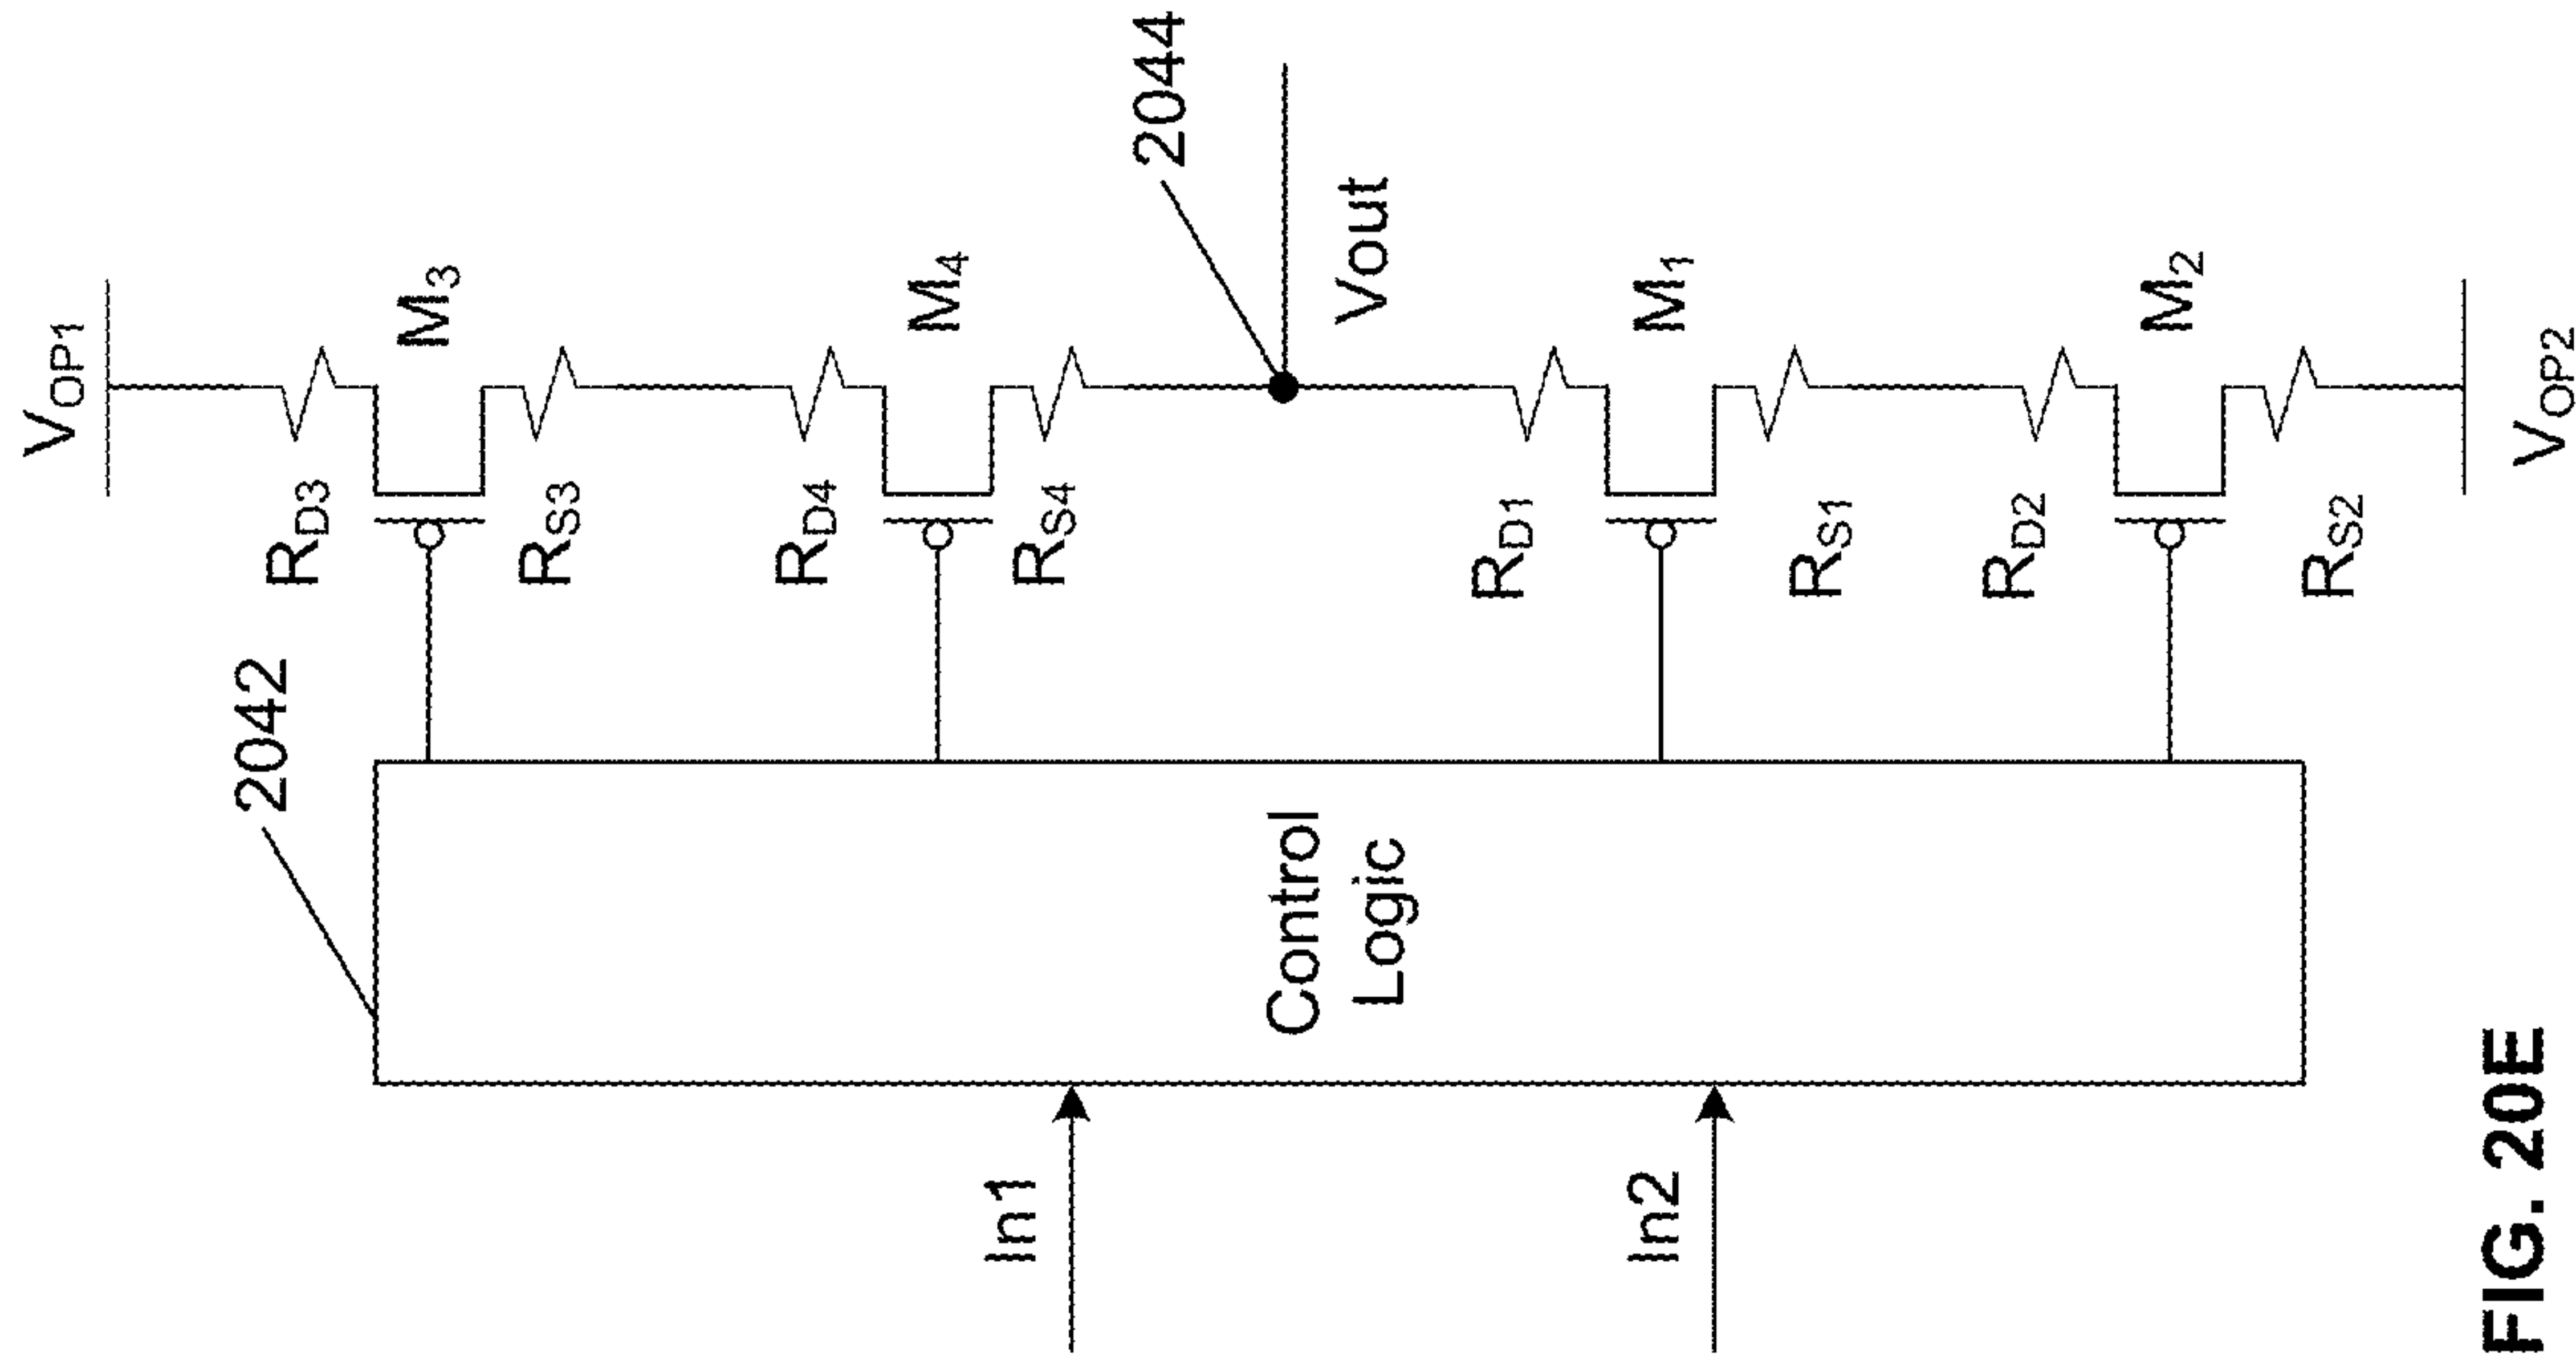 V_OP1
R_D3
M_3
R_S3
R_D4
M_4
R_S4
2042
2044
Vout
In1
In2
Control
Logic
R_D1
M_1
R_S1
R_D2
M_2
R_S2
V_OP2
FIG. 20E